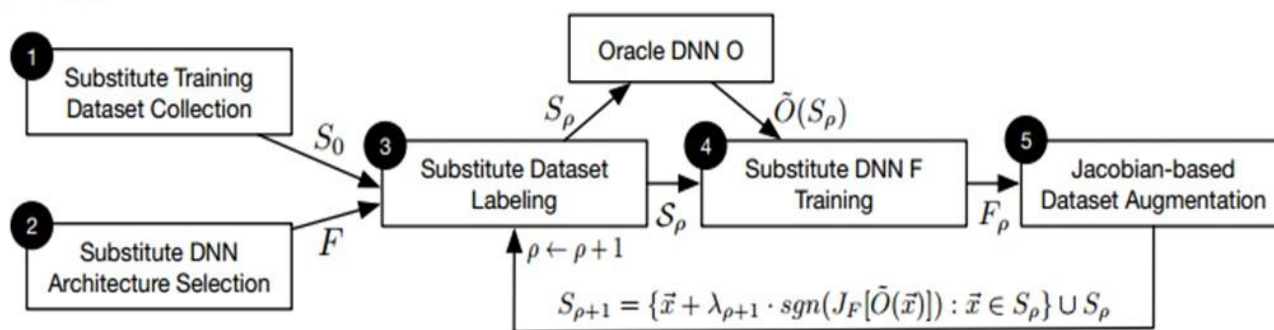 1
Substitute Training
Dataset Collection
S_0
2
Substitute DNN
Architecture Selection
F
3
Substitute Dataset
Labeling
S_ρ
Oracle DNN O
Õ(S_ρ)
𝒮_ρ
4
Substitute DNN F
Training
F_ρ
5
Jacobian-based
Dataset Augmentation
ρ ← ρ + 1
S_{ρ+1} = {x⃗ + λ_{ρ+1} · sgn(J_F[Õ(x⃗)]) : x⃗ ∈ S_ρ} ∪ S_ρ